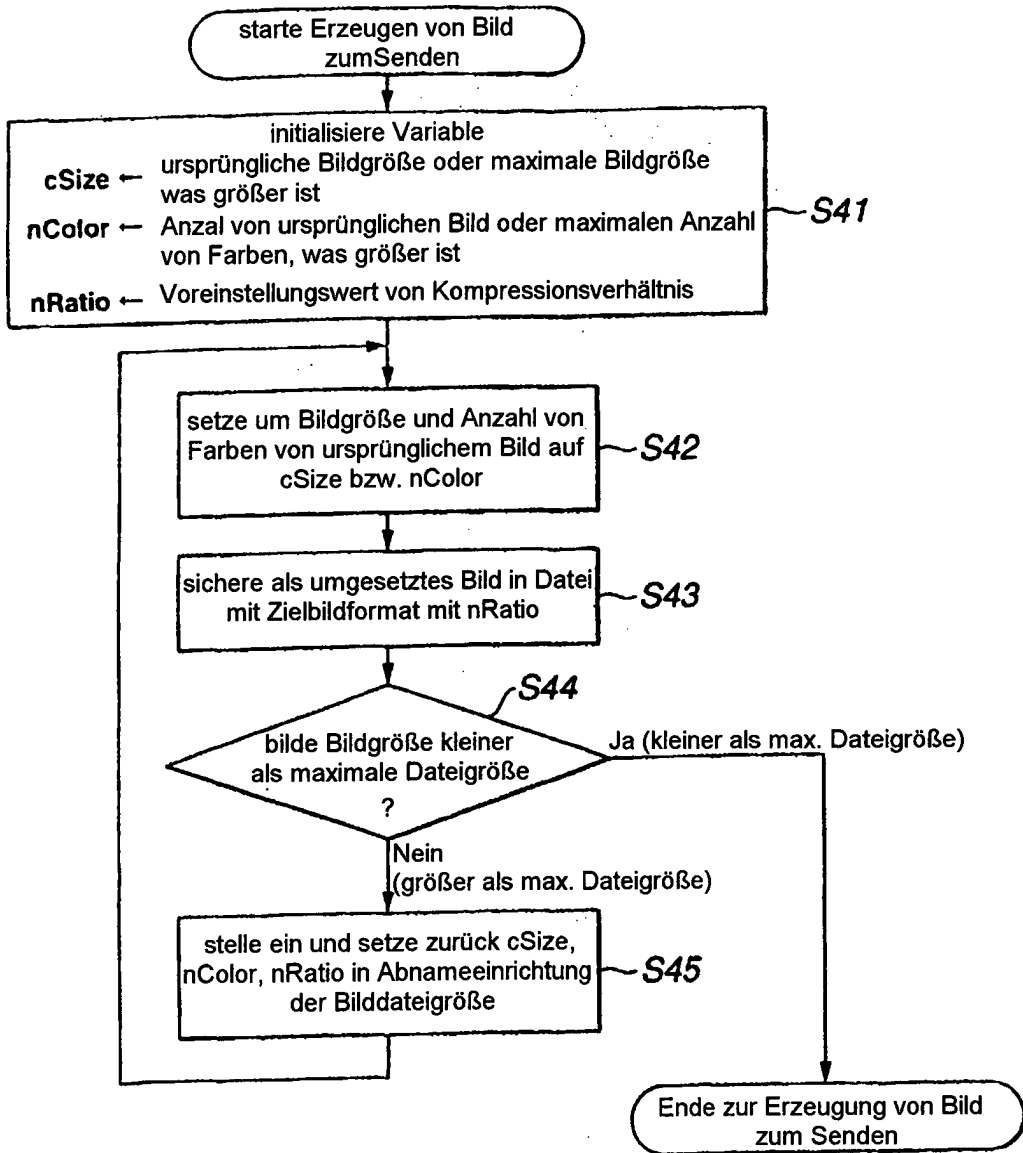 starte Erzeugen von Bild
zumSenden
initialisiere Variable
cSize ← ursprüngliche Bildgröße oder maximale Bildgröße
was größer ist
nColor ← Anzal von ursprünglichen Bild oder maximalen Anzahl
von Farben, was größer ist
nRatio ← Voreinstellungswert von Kompressionsverhältnis
S41
setze um Bildgröße und Anzahl von
Farben von ursprünglichem Bild auf
cSize bzw. nColor
S42
sichere als umgesetztes Bild in Datei
mit Zielbildformat mit nRatio
S43
S44
bilde Bildgröße kleiner
als maximale Dateigröße
?
Ja (kleiner als max. Dateigröße)
Nein
(größer als max. Dateigröße)
stelle ein und setze zurück cSize,
nColor, nRatio in Abnameeinrichtung
der Bilddateigröße
S45
Ende zur Erzeugung von Bild
zum Senden